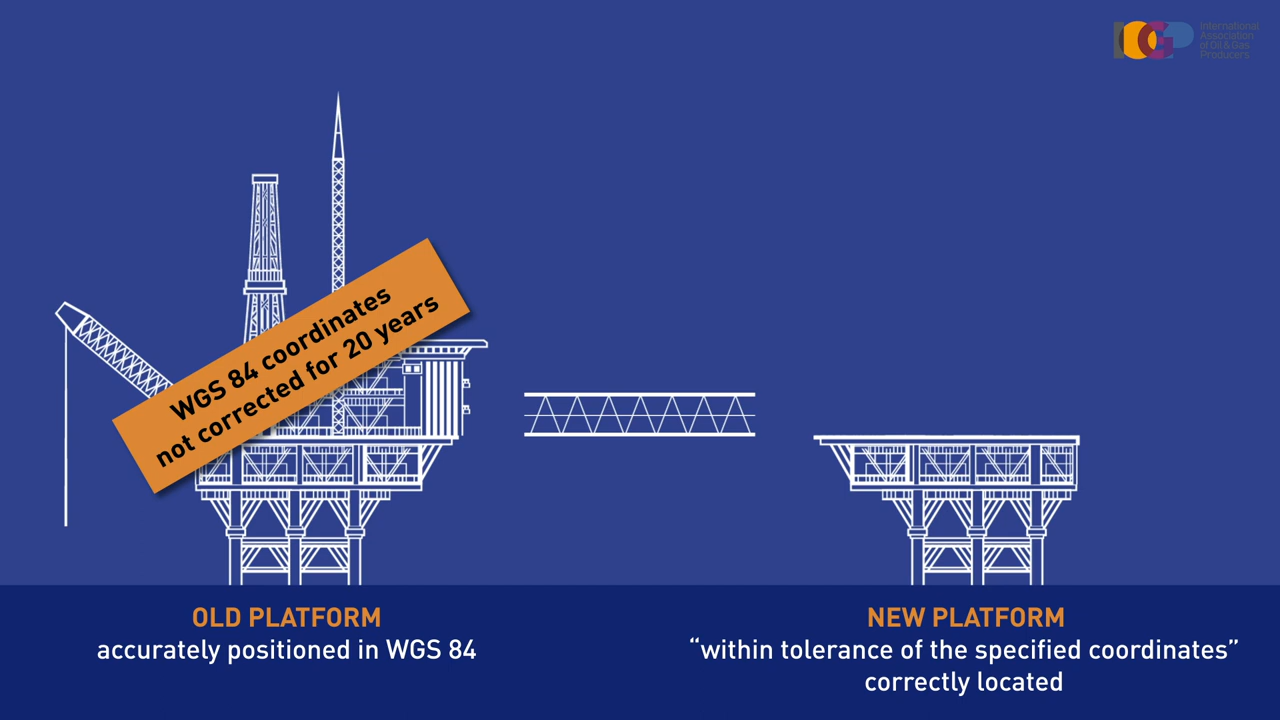 IOGP
International
Association
of Oil & Gas
Producers
WGS 84 coordinates
not corrected for 20 years
OLD PLATFORM
accurately positioned in WGS 84
NEW PLATFORM
“within tolerance of the specified coordinates”
correctly located